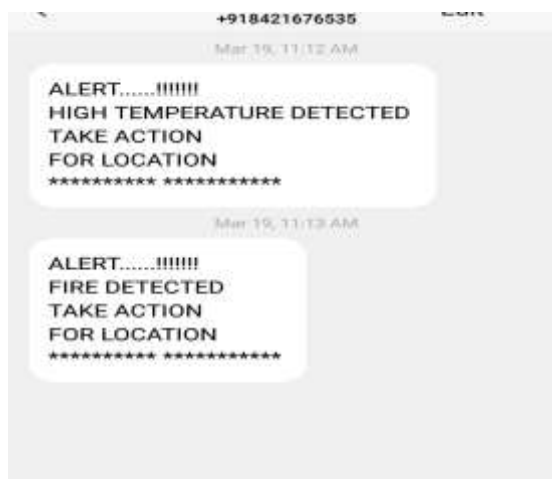 +918421676535
Edit
Mar 19, 11:12 AM
ALERT......!!!!!!!
HIGH TEMPERATURE DETECTED
TAKE ACTION
FOR LOCATION
********** ***********
Mar 19, 11:13 AM
ALERT......!!!!!!!
FIRE DETECTED
TAKE ACTION
FOR LOCATION
********** ***********